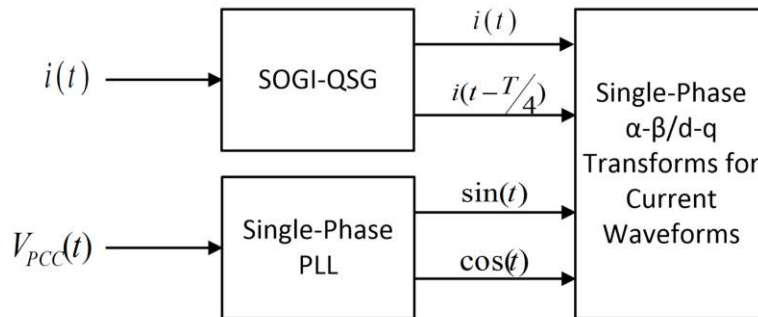 i(t)
SOGI-QSG
i(t)
i(t-T/4)
V_PCC(t)
Single-Phase
PLL
sin(t)
cos(t)
Single-Phase
α-β/d-q
Transforms for
Current
Waveforms